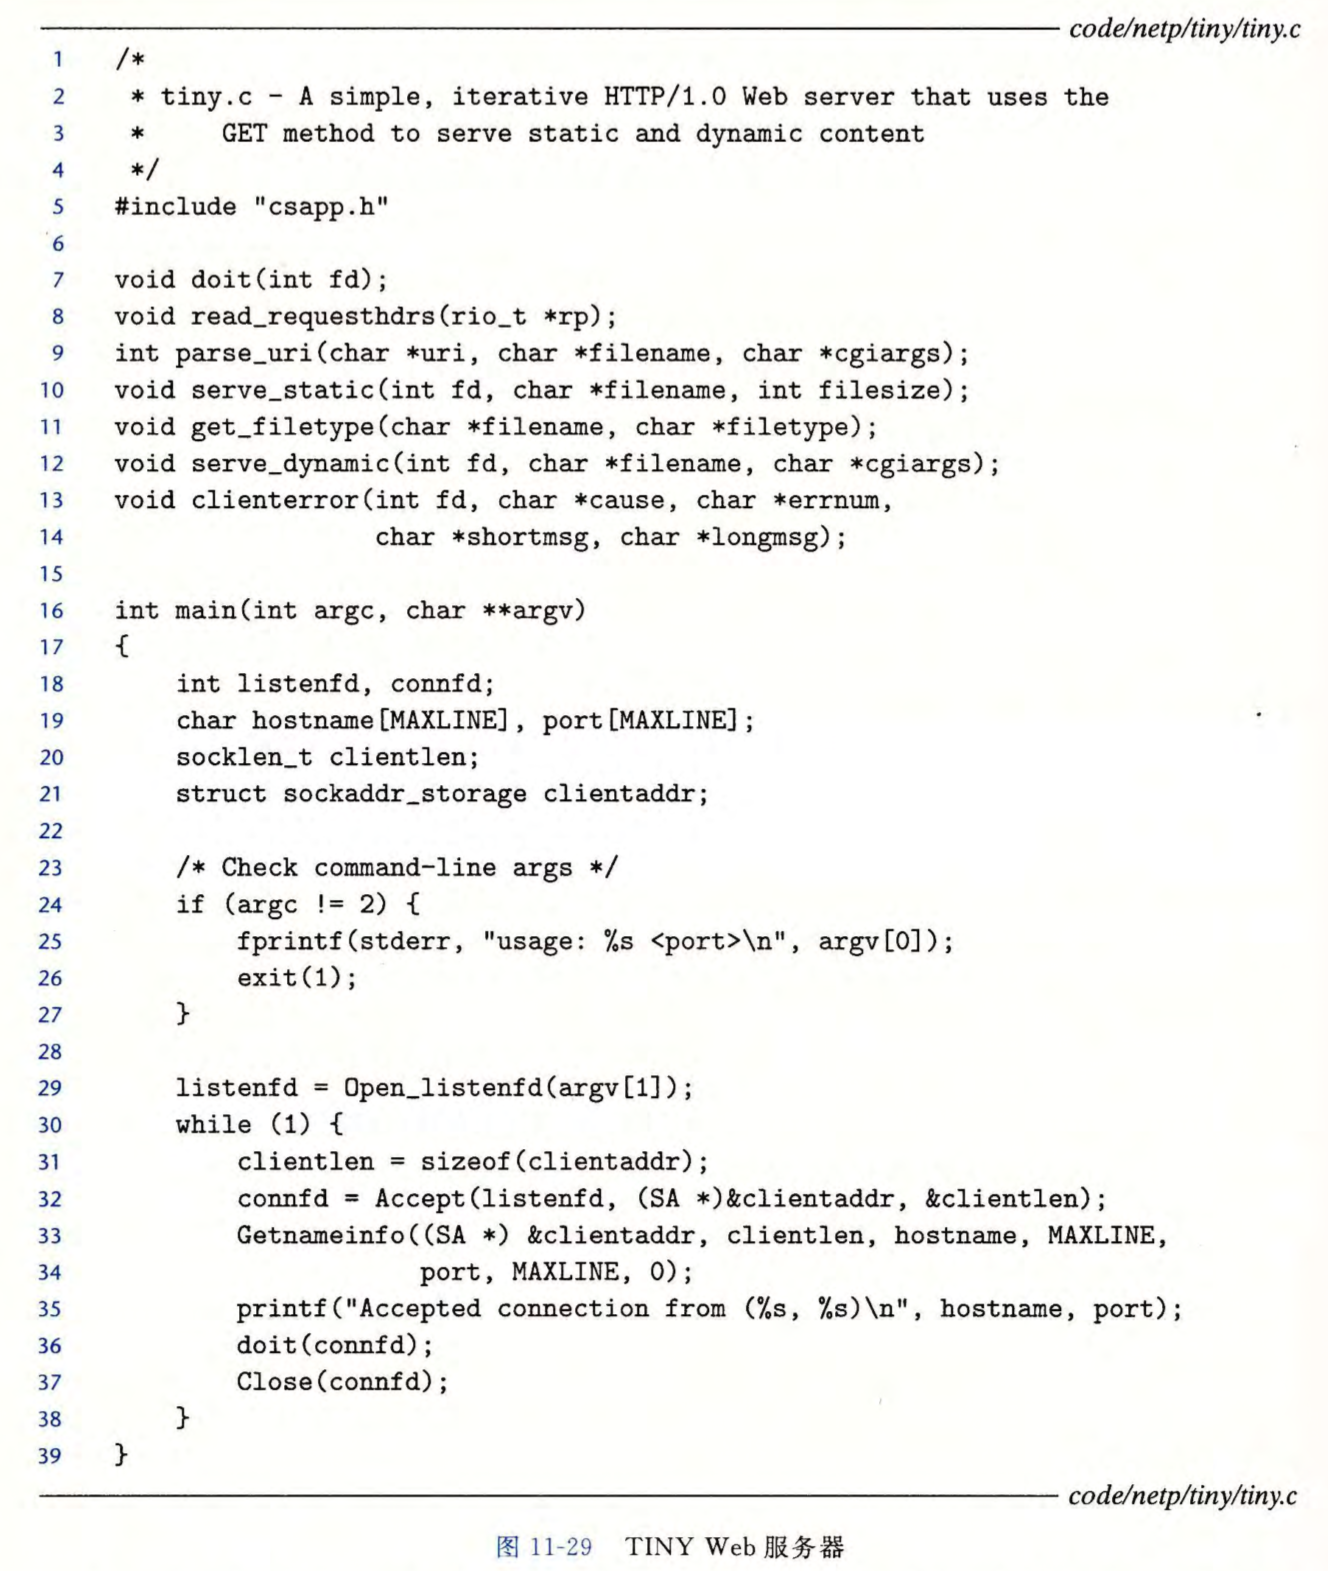 code/netp/tiny/tiny.c
1 /*
2  * tiny.c - A simple, iterative HTTP/1.0 Web server that uses the
3  *     GET method to serve static and dynamic content
4  */
5 #include "csapp.h"
6
7 void doit(int fd);
8 void read_requesthdrs(rio_t *rp);
9 int parse_uri(char *uri, char *filename, char *cgiargs);
10 void serve_static(int fd, char *filename, int filesize);
11 void get_filetype(char *filename, char *filetype);
12 void serve_dynamic(int fd, char *filename, char *cgiargs);
13 void clienterror(int fd, char *cause, char *errnum,
14                  char *shortmsg, char *longmsg);
15
16 int main(int argc, char **argv)
17 {
18     int listenfd, connfd;
19     char hostname[MAXLINE], port[MAXLINE];
20     socklen_t clientlen;
21     struct sockaddr_storage clientaddr;
22
23     /* Check command-line args */
24     if (argc != 2) {
25         fprintf(stderr, "usage: %s <port>\n", argv[0]);
26         exit(1);
27     }
28
29     listenfd = Open_listenfd(argv[1]);
30     while (1) {
31         clientlen = sizeof(clientaddr);
32         connfd = Accept(listenfd, (SA *)&clientaddr, &clientlen);
33         Getnameinfo((SA *) &clientaddr, clientlen, hostname, MAXLINE,
34                     port, MAXLINE, 0);
35         printf("Accepted connection from (%s, %s)\n", hostname, port);
36         doit(connfd);
37         Close(connfd);
38     }
39 }
code/netp/tiny/tiny.c
图 11-29 TINY Web 服务器